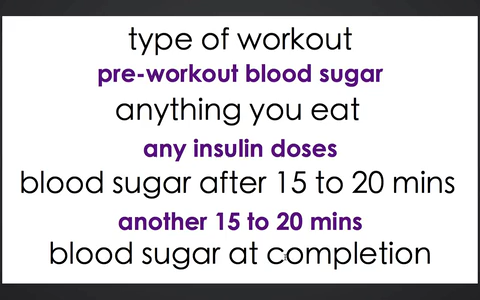 type of workout
pre-workout blood sugar
anything you eat
any insulin doses
blood sugar after 15 to 20 mins
another 15 to 20 mins
blood sugar at completion